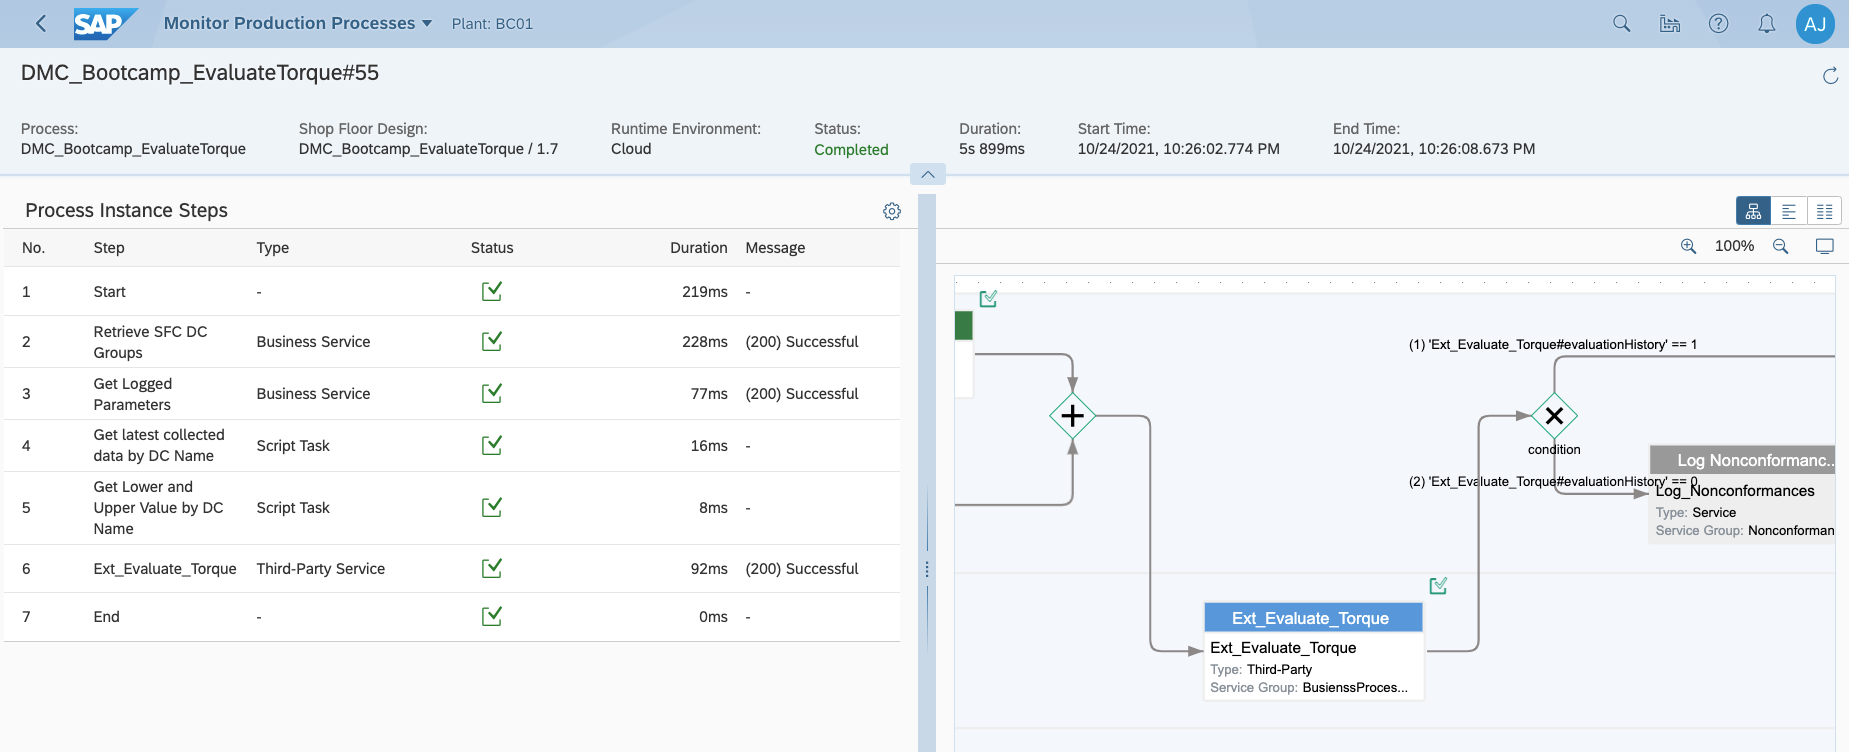 SAP Monitor Production Processes Plant: BC01 AJ
DMC_Bootcamp_EvaluateTorque#55
Process: Shop Floor Design: Runtime Environment: Status: Duration: Start Time: End Time:
DMC_Bootcamp_EvaluateTorque DMC_Bootcamp_EvaluateTorque / 1.7 Cloud Completed 5s 899ms 10/24/2021, 10:26:02.774 PM 10/24/2021, 10:26:08.673 PM
Process Instance Steps
No. Step Type Status Duration Message
1 Start - 219ms -
Retrieve SFC DC
2 Business Service 228ms (200) Successful
Groups
Get Logged
3 Business Service 77ms (200) Successful
Parameters
Get latest collected
4 Script Task 16ms -
data by DC Name
Get Lower and
5 Upper Value by DC Script Task 8ms -
Name
6 Ext_Evaluate_Torque Third-Party Service 92ms (200) Successful
7 End - 0ms -
100%
(1) 'Ext_Evaluate_Torque#evaluationHistory' == 1
condition
(2) 'Ext_Evaluate_Torque#evaluationHistory' == 0
Log Nonconformanc...
Log_Nonconformances
Type: Service
Service Group: Nonconforman
Ext_Evaluate_Torque
Ext_Evaluate_Torque
Type: Third-Party
Service Group: BusienssProces...